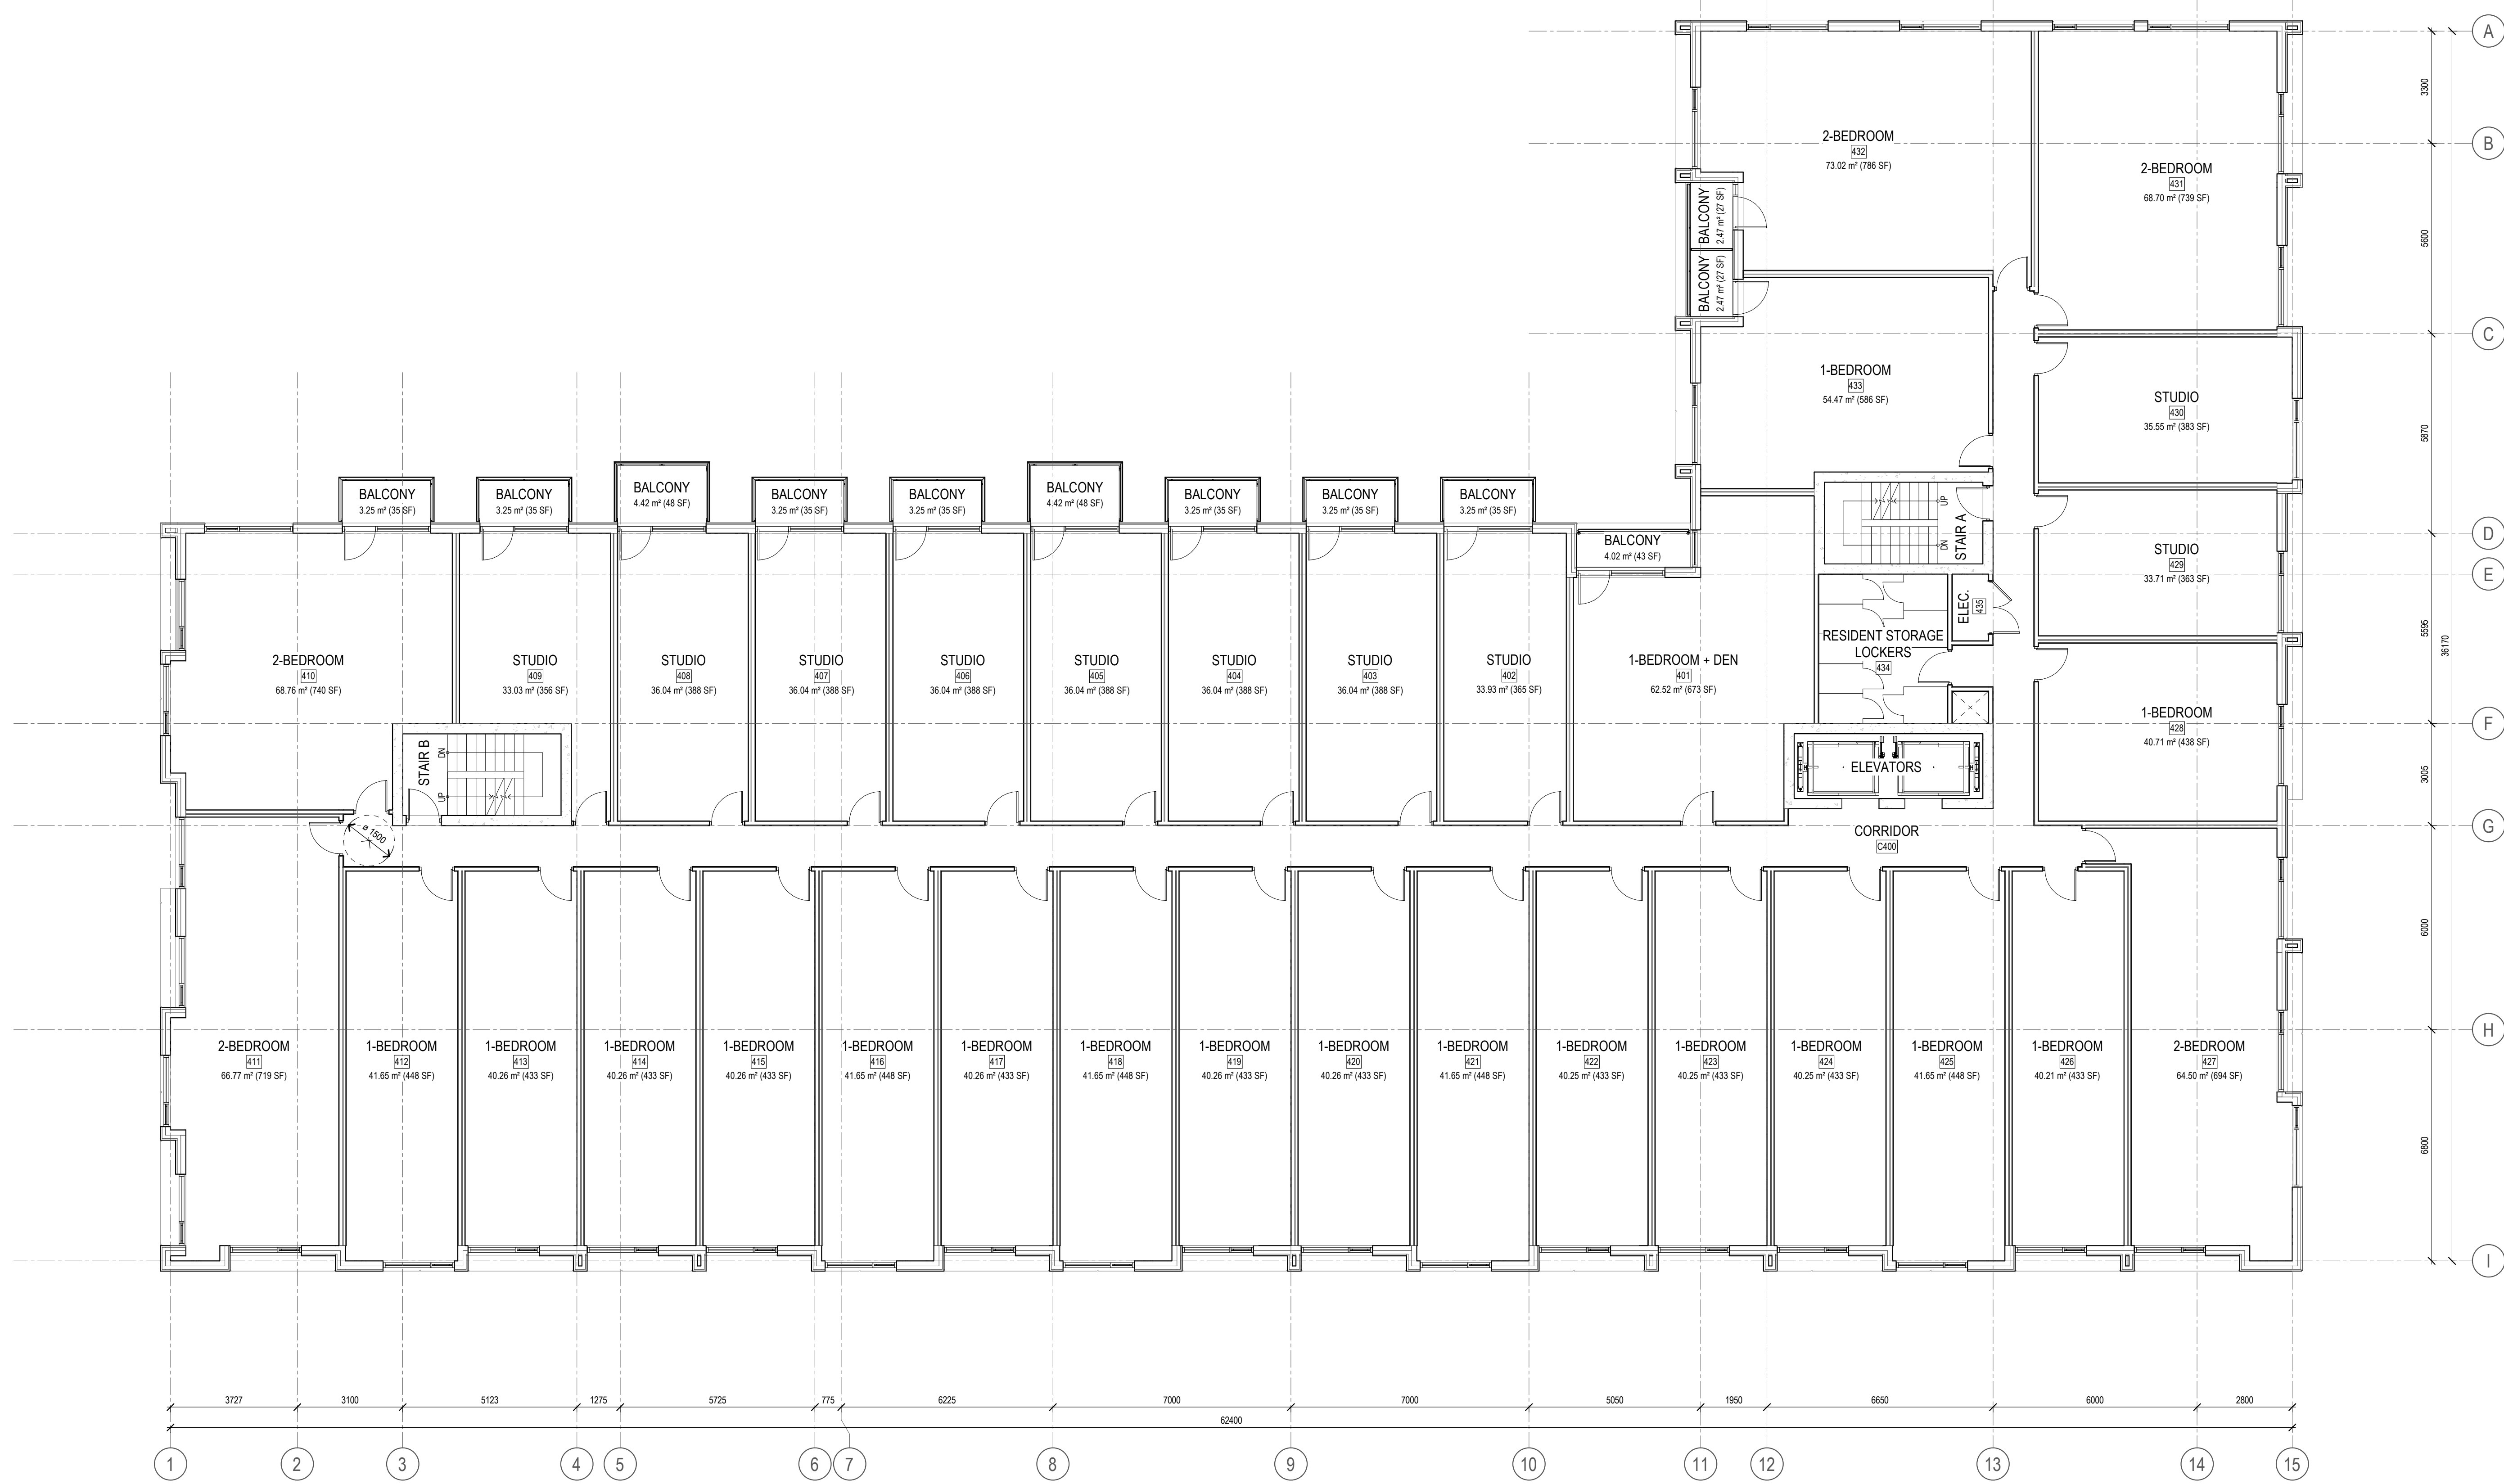 A
3300
2-BEDROOM
432
73.02 m² (786 SF)
B
2-BEDROOM
431
68.70 m² (739 SF)
BALCONY
2.47 m² (27 SF)
5600
BALCONY
2.47 m² (27 SF)
C
1-BEDROOM
433
54.47 m² (586 SF)
STUDIO
430
35.55 m² (383 SF)
5870
BALCONY
3.25 m² (35 SF)
BALCONY
3.25 m² (35 SF)
BALCONY
4.42 m² (48 SF)
BALCONY
3.25 m² (35 SF)
BALCONY
3.25 m² (35 SF)
BALCONY
4.42 m² (48 SF)
BALCONY
3.25 m² (35 SF)
BALCONY
3.25 m² (35 SF)
BALCONY
3.25 m² (35 SF)
BALCONY
4.02 m² (43 SF)
UP
DN
STAIR A
D
STUDIO
429
33.71 m² (363 SF)
E
ELEC.
435
RESIDENT STORAGE
LOCKERS
434
5595
36170
2-BEDROOM
410
68.76 m² (740 SF)
STUDIO
409
33.03 m² (356 SF)
STUDIO
408
36.04 m² (388 SF)
STUDIO
407
36.04 m² (388 SF)
STUDIO
406
36.04 m² (388 SF)
STUDIO
405
36.04 m² (388 SF)
STUDIO
404
36.04 m² (388 SF)
STUDIO
403
36.04 m² (388 SF)
STUDIO
402
33.93 m² (365 SF)
1-BEDROOM + DEN
401
62.52 m² (673 SF)
1-BEDROOM
428
40.71 m² (438 SF)
F
STAIR B
DN
UP
ELEVATORS
3005
ø 1500
CORRIDOR
C400
G
6000
H
2-BEDROOM
411
66.77 m² (719 SF)
1-BEDROOM
412
41.65 m² (448 SF)
1-BEDROOM
413
40.26 m² (433 SF)
1-BEDROOM
414
40.26 m² (433 SF)
1-BEDROOM
415
40.26 m² (433 SF)
1-BEDROOM
416
41.65 m² (448 SF)
1-BEDROOM
417
40.26 m² (433 SF)
1-BEDROOM
418
41.65 m² (448 SF)
1-BEDROOM
419
40.26 m² (433 SF)
1-BEDROOM
420
40.26 m² (433 SF)
1-BEDROOM
421
41.65 m² (448 SF)
1-BEDROOM
422
40.25 m² (433 SF)
1-BEDROOM
423
40.25 m² (433 SF)
1-BEDROOM
424
40.25 m² (433 SF)
1-BEDROOM
425
41.65 m² (448 SF)
1-BEDROOM
426
40.21 m² (433 SF)
2-BEDROOM
427
64.50 m² (694 SF)
6800
I
3727 3100 5123 1275 5725 775 6225 7000 7000 5050 1950 6650 6000 2800
62400
1 2 3 4 5 6 7 8 9 10 11 12 13 14 15